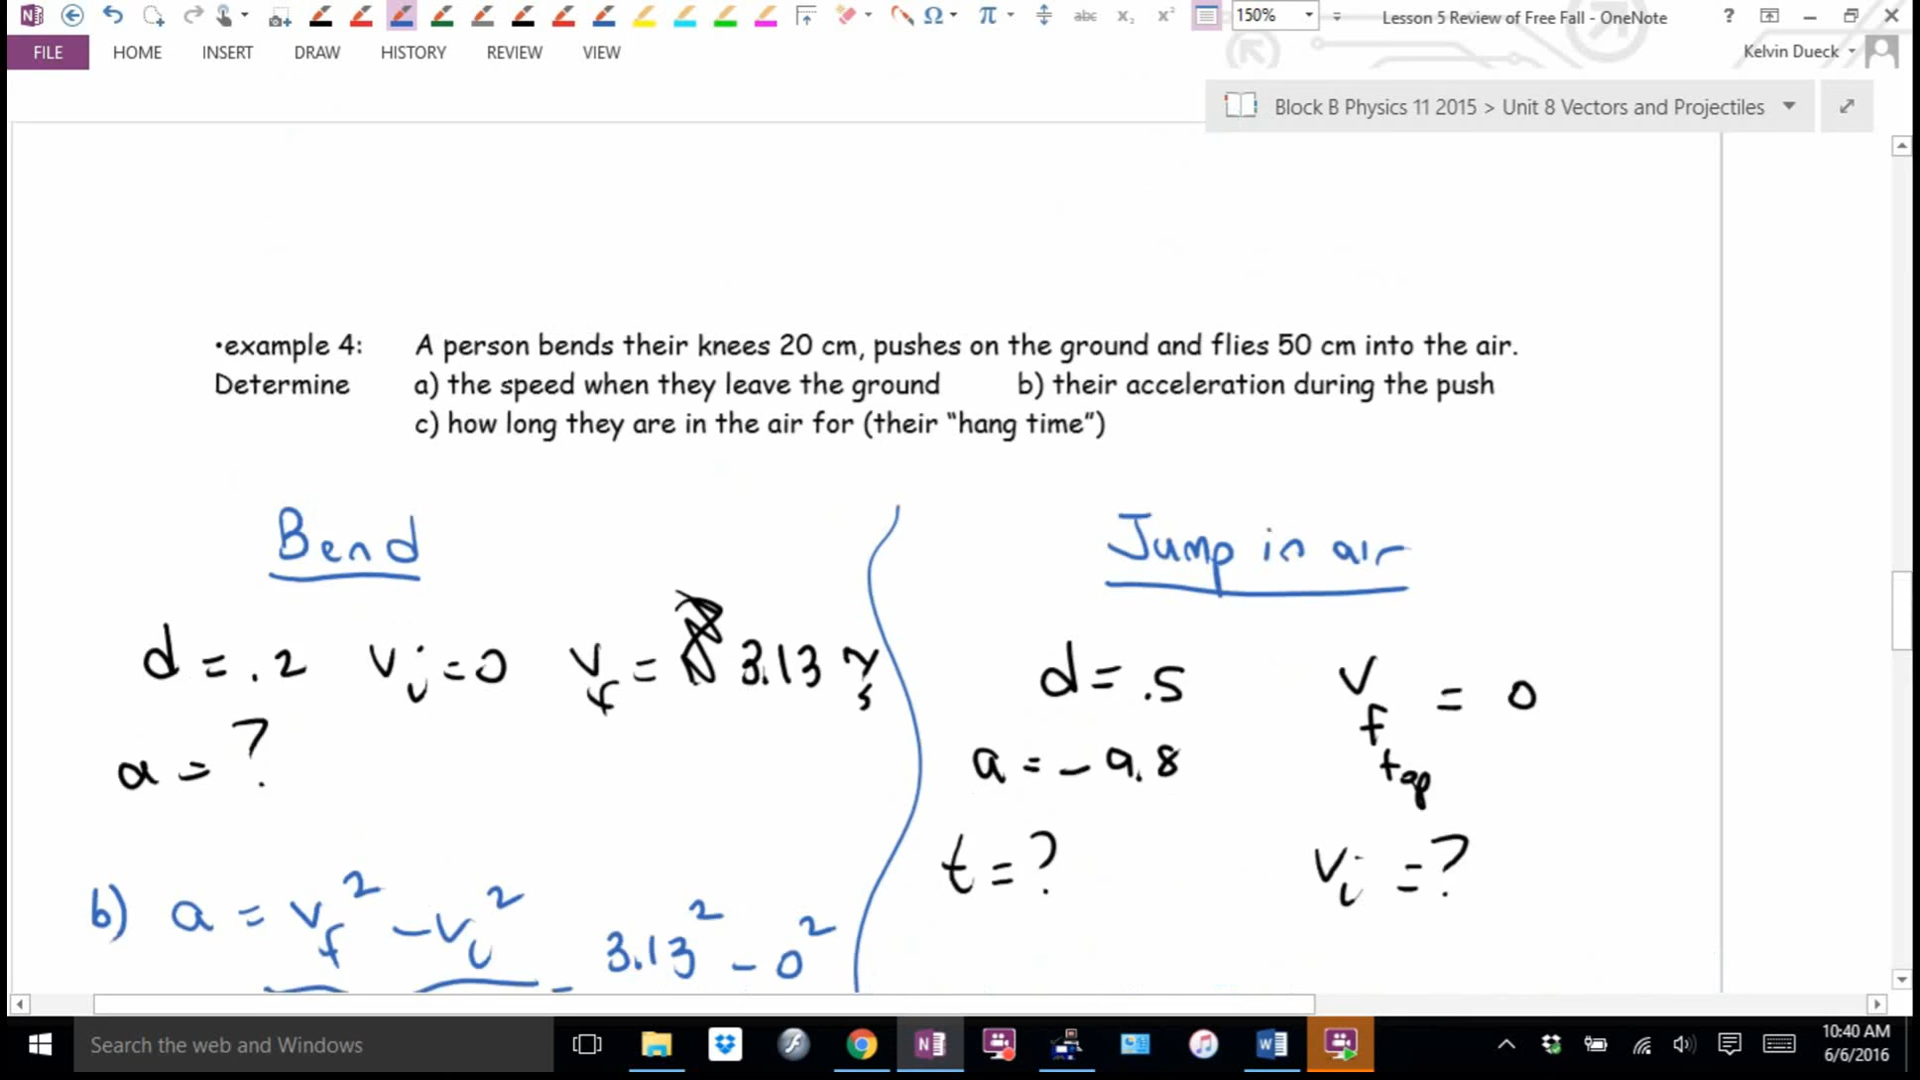 150%
Lesson 5 Review of Free Fall - OneNote
FILE HOME INSERT DRAW HISTORY REVIEW VIEW
Kelvin Dueck
Block B Physics 11 2015 > Unit 8 Vectors and Projectiles
•example 4: A person bends their knees 20 cm, pushes on the ground and flies 50 cm into the air.
Determine a) the speed when they leave the ground b) their acceleration during the push
c) how long they are in the air for (their “hang time”)
Bend
Jump in air
d = .2 vi = 0 vf = 3.13 m/s
a = ?
d = .5 vf top = 0
a = -9.8
t = ? vi = ?
b) a = vf² - vi² = 3.13² - 0²
Search the web and Windows
10:40 AM
6/6/2016